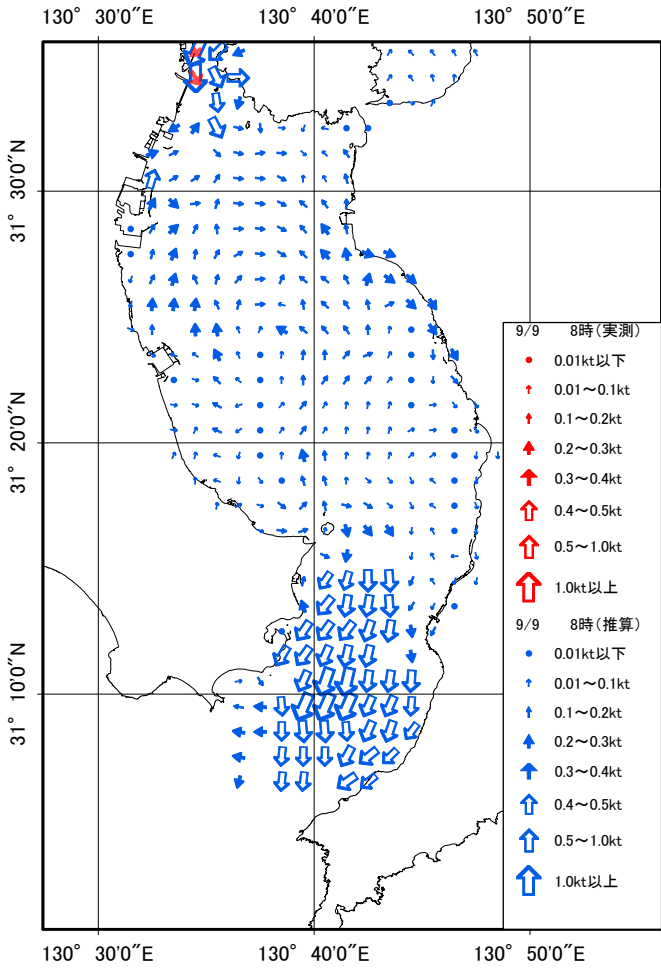 130° 30′0″E 130° 40′0″E 130° 50′0″E
31° 30′0″N
31° 20′0″N
31° 10′0″N
9/9 8時(実測)
0.01kt以下
0.01～0.1kt
0.1～0.2kt
0.2～0.3kt
0.3～0.4kt
0.4～0.5kt
0.5～1.0kt
1.0kt以上
9/9 8時(推算)
0.01kt以下
0.01～0.1kt
0.1～0.2kt
0.2～0.3kt
0.3～0.4kt
0.4～0.5kt
0.5～1.0kt
1.0kt以上
130° 30′0″E 130° 40′0″E 130° 50′0″E